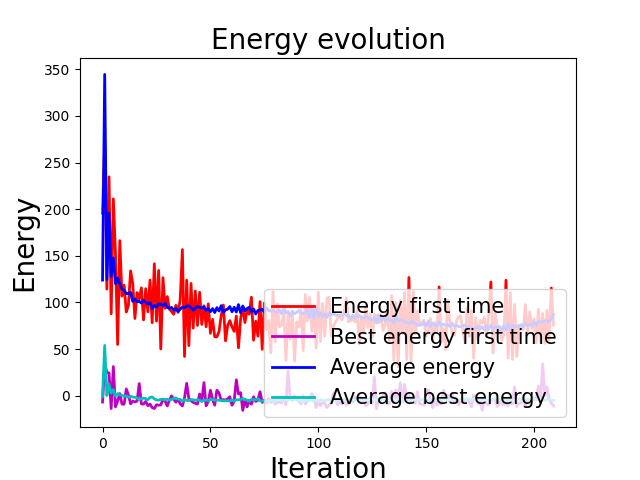 Energy evolution
350
300
250
200
150
100
50
0
Energy
Energy first time
Best energy first time
Average energy
Average best energy
0 50 100 150 200
Iteration